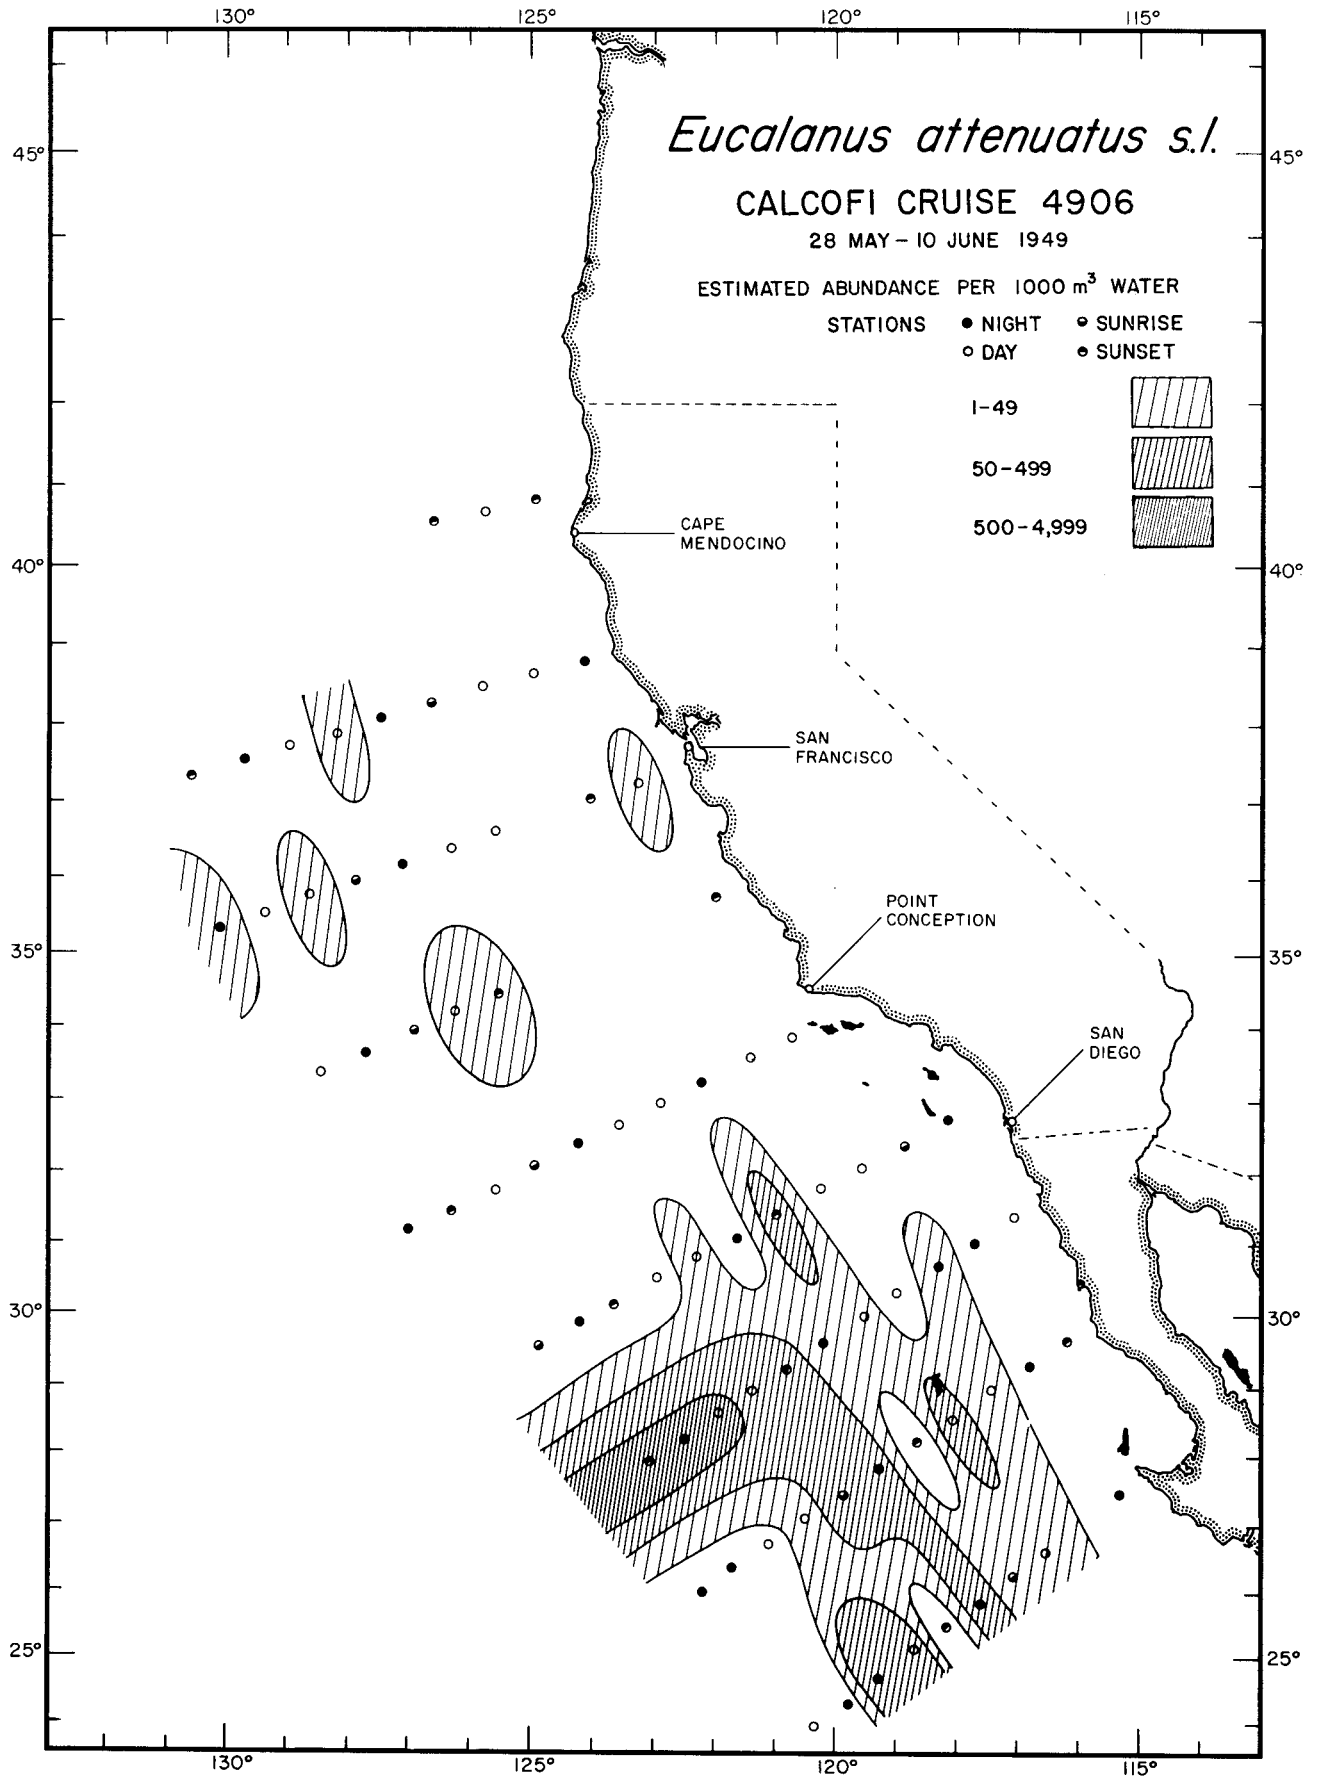 130° 125° 120° 115°
Eucalanus attenuatus s.l.
45° 45°
CALCOFI CRUISE 4906
28 MAY – 10 JUNE 1949
ESTIMATED ABUNDANCE PER 1000 m³ WATER
STATIONS NIGHT SUNRISE
DAY SUNSET
1–49
50–499
500–4,999
CAPE
MENDOCINO
40° 40°
SAN
FRANCISCO
POINT
CONCEPTION
35° 35°
SAN
DIEGO
30° 30°
25° 25°
130° 125° 120° 115°